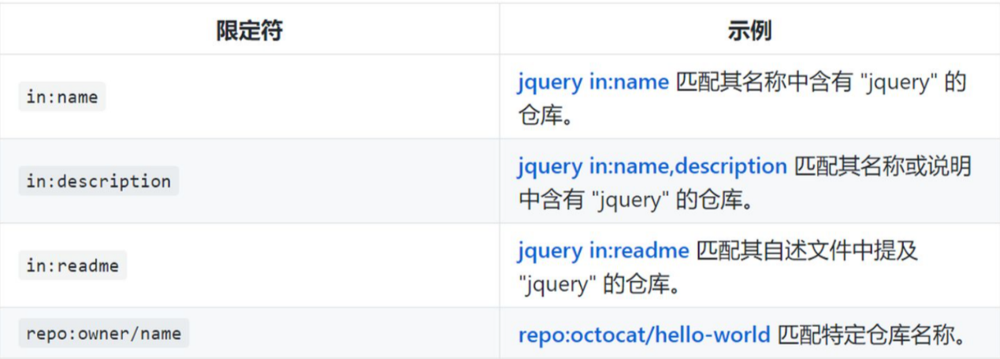 限定符 示例
in:name
jquery in:name 匹配其名称中含有 "jquery" 的
仓库。
in:description
jquery in:name,description 匹配其名称或说明
中含有 "jquery" 的仓库。
in:readme
jquery in:readme 匹配其自述文件中提及
"jquery" 的仓库。
repo:owner/name
repo:octocat/hello-world 匹配特定仓库名称。